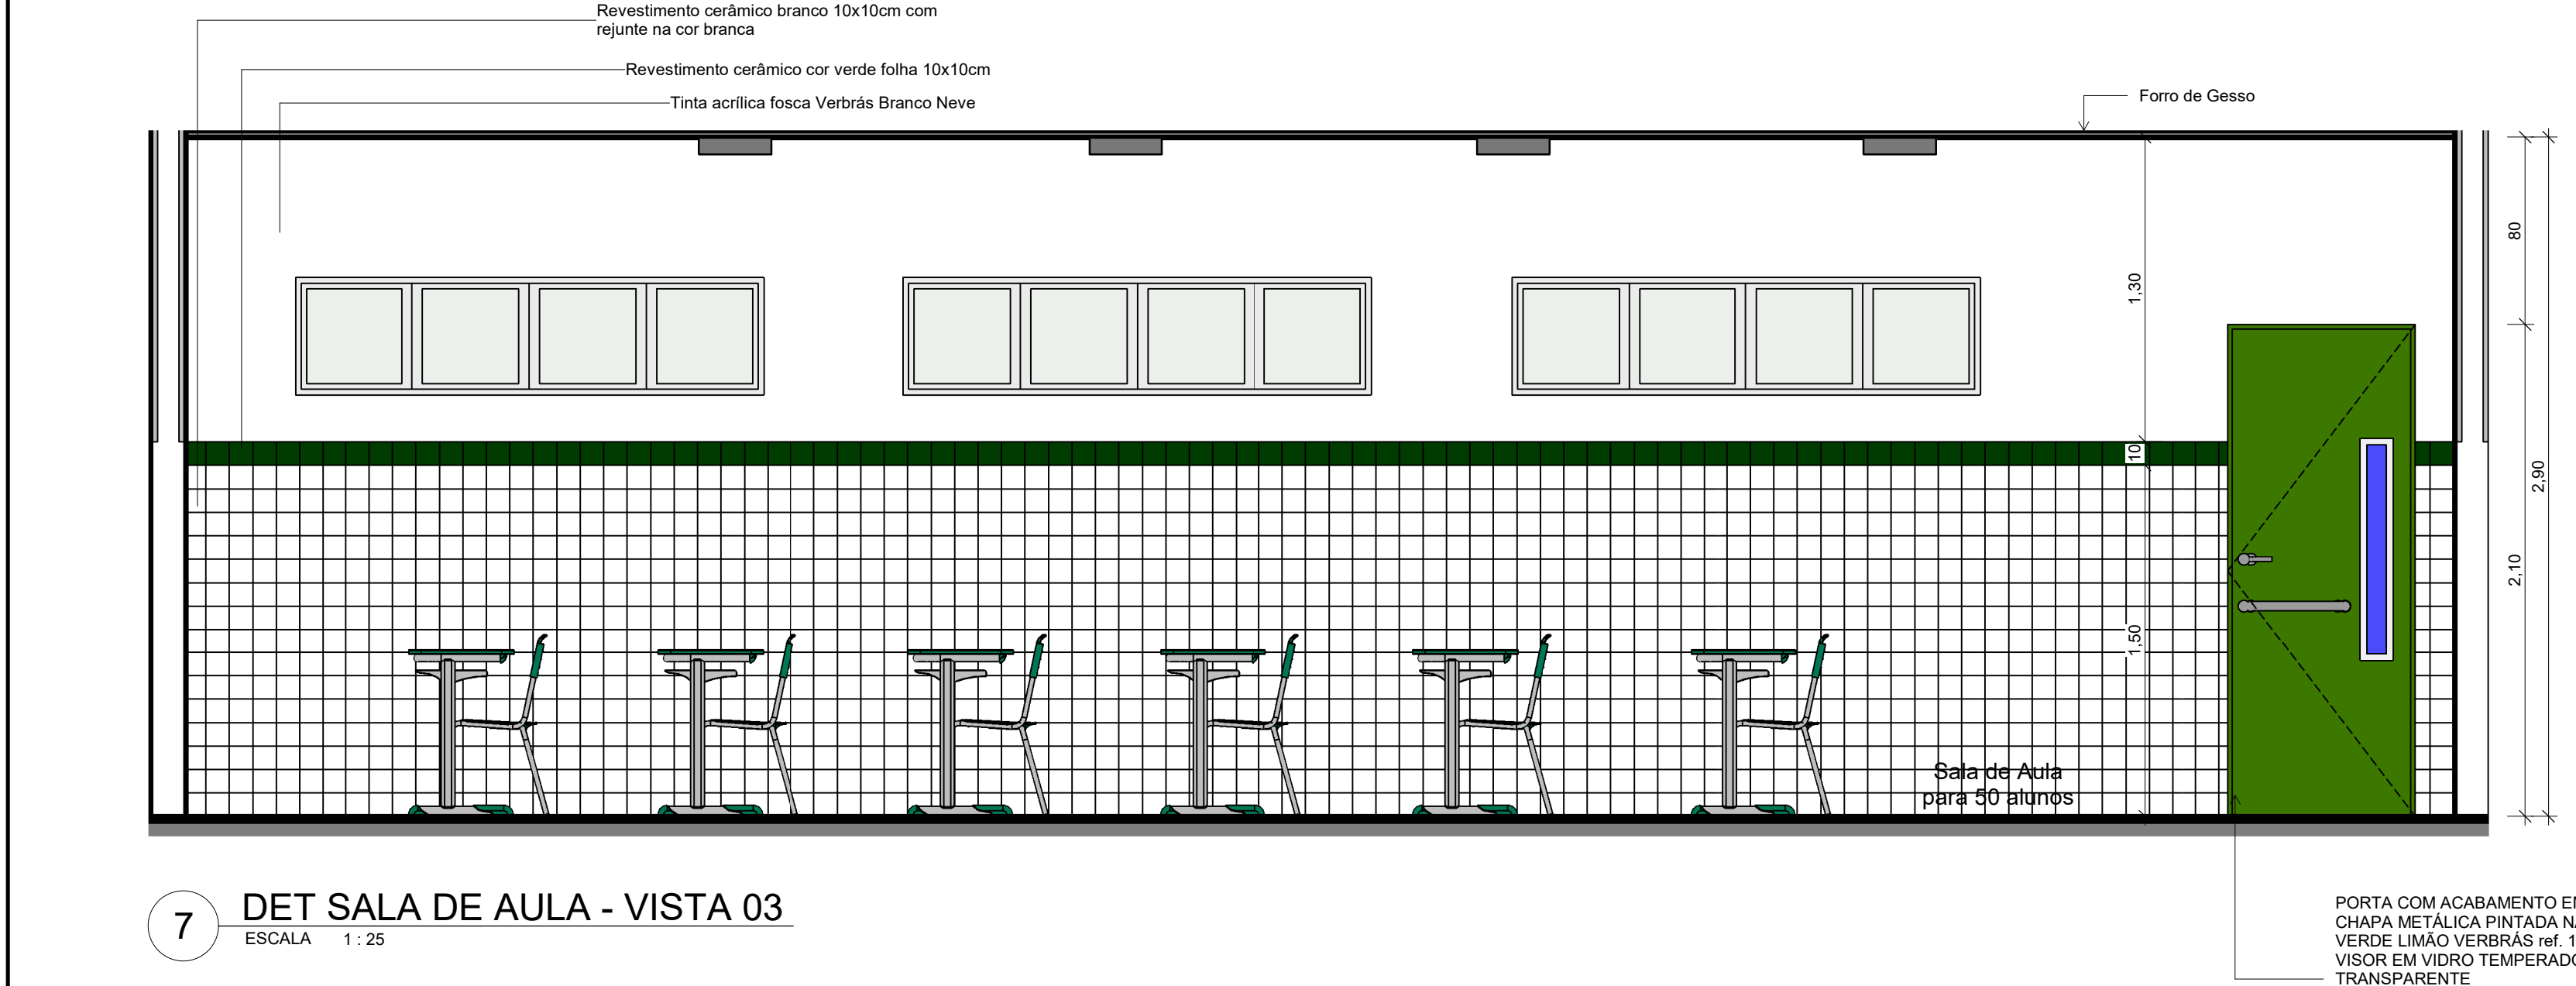 Revestimento cerâmico branco 10x10cm com
rejunte na cor branca
Revestimento cerâmico cor verde folha 10x10cm
Tinta acrílica fosca Verbrás Branco Neve
Forro de Gesso
80
1,30
10
2,90
2,10
1,50
Sala de Aula
para 50 alunos
7
DET SALA DE AULA - VISTA 03
ESCALA 1 : 25
PORTA COM ACABAMENTO
CHAPA METÁLICA PINTADA
VERDE LIMÃO VERBRÁS ref. 1
VISOR EM VIDRO TEMPERADO
TRANSPARENTE